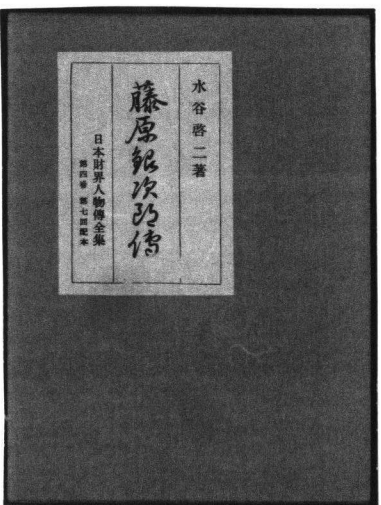 水谷啓二著
藤原銀次郎傳
日本財界人物傳全集
第四卷 第七回配本